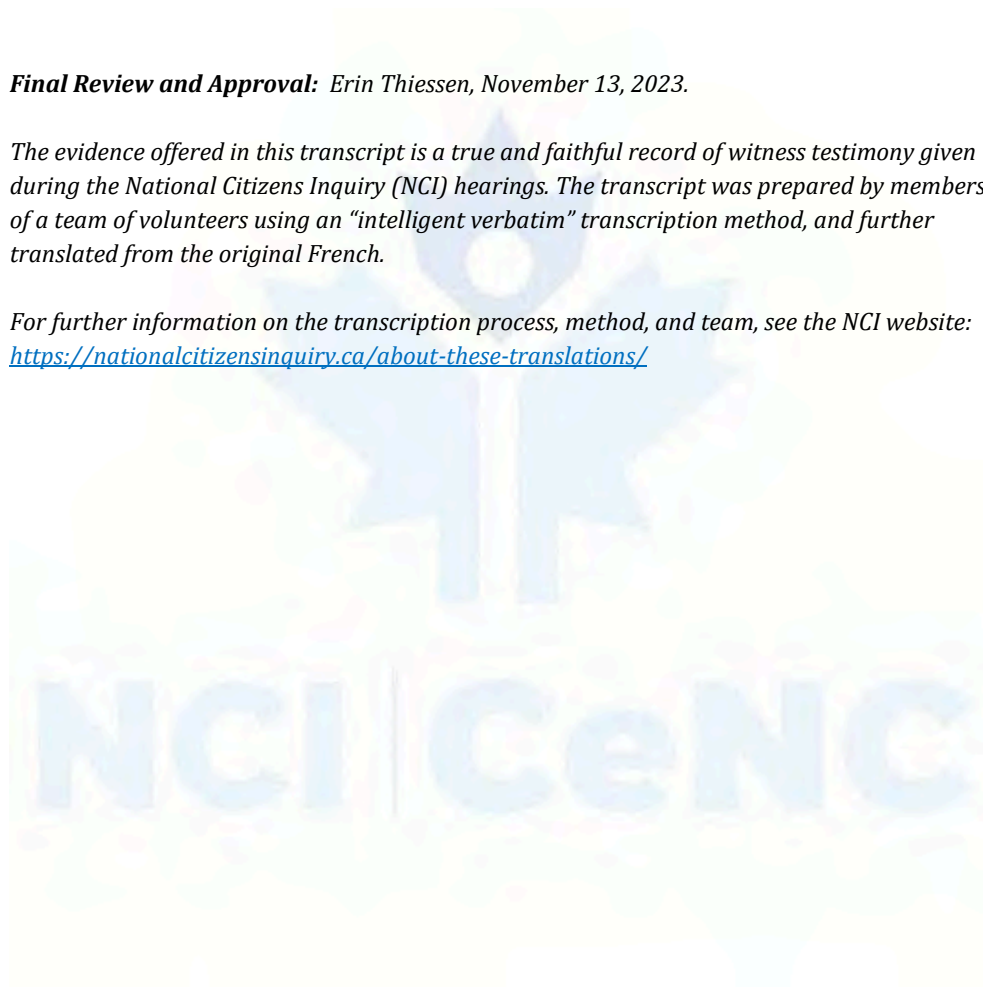 Final Review and Approval: Erin Thiessen, November 13, 2023.
The evidence offered in this transcript is a true and faithful record of witness testimony given
during the National Citizens Inquiry (NCI) hearings. The transcript was prepared by members
of a team of volunteers using an “intelligent verbatim” transcription method, and further
translated from the original French.
For further information on the transcription process, method, and team, see the NCI website:
https://nationalcitizensinquiry.ca/about-these-translations/
NCI | CeNC